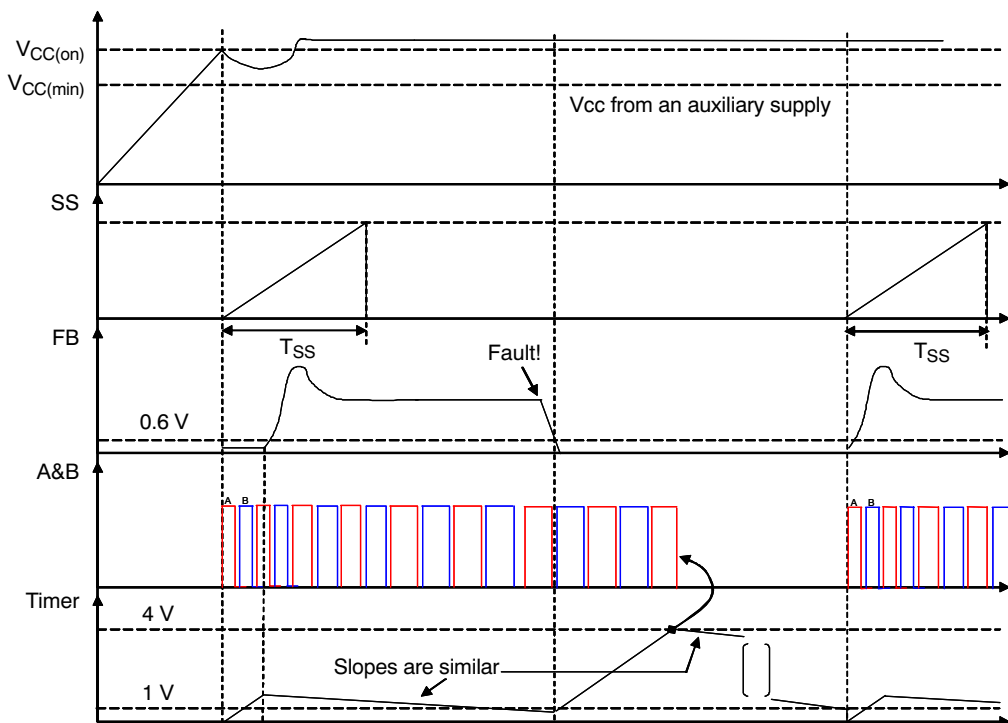 VCC(on)
VCC(min)
Vcc from an auxiliary supply
SS
FB
TSS
TSS
Fault!
0.6 V
A&B
A B
A B
Timer
4 V
Slopes are similar
1 V